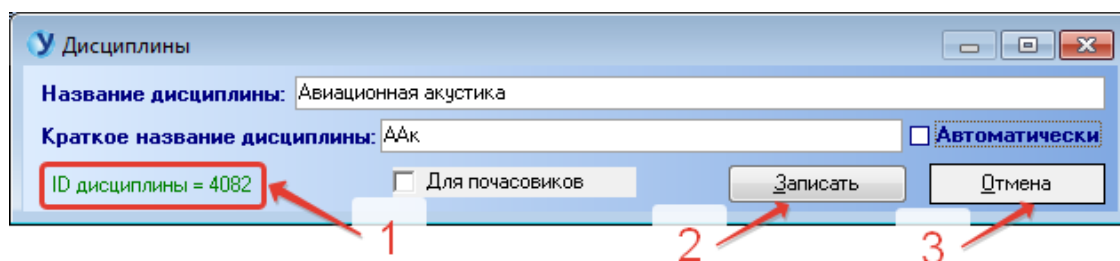 У Дисциплины
Название дисциплины: Авиационная акустика
Краткое название дисциплины: ААк Автоматически
ID дисциплины = 4082 Для почасовиков Записать Отмена
1 2 3